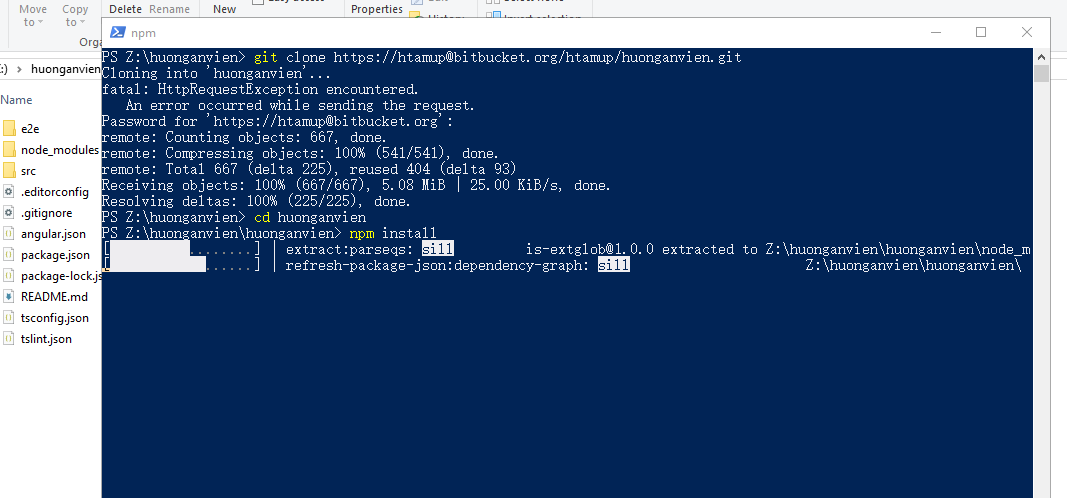 Move
to
Copy
to
Delete
Rename
New
Easy access
Properties
Edit
History
Invert selection
Orga
:)
huonganvien
npm
Name
e2e
node_modules
src
.editorconfig
.gitignore
angular.json
package.json
package-lock.js
README.md
tsconfig.json
tslint.json
PS Z:\huonganvien> git clone https://htamup@bitbucket.org/htamup/huonganvien.git
Cloning into 'huonganvien'...
fatal: HttpRequestException encountered.
An error occurred while sending the request.
Password for 'https://htamup@bitbucket.org':
remote: Counting objects: 667, done.
remote: Compressing objects: 100% (541/541), done.
remote: Total 667 (delta 225), reused 404 (delta 93)
Receiving objects: 100% (667/667), 5.08 MiB | 25.00 KiB/s, done.
Resolving deltas: 100% (225/225), done.
PS Z:\huonganvien> cd huonganvien
PS Z:\huonganvien\huonganvien> npm install
[ ........] | extract:parseqs: sill is-extglob@1.0.0 extracted to Z:\huonganvien\huonganvien\node_m
[ ......] | refresh-package-json:dependency-graph: sill Z:\huonganvien\huonganvien\